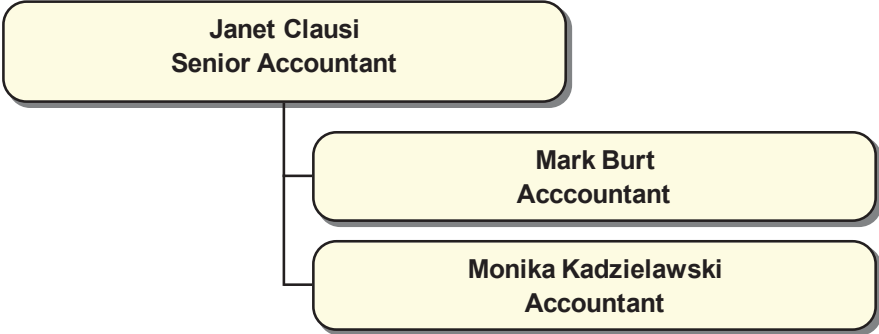 Janet Clausi
Senior Accountant
Mark Burt
Acccountant
Monika Kadzielawski
Accountant